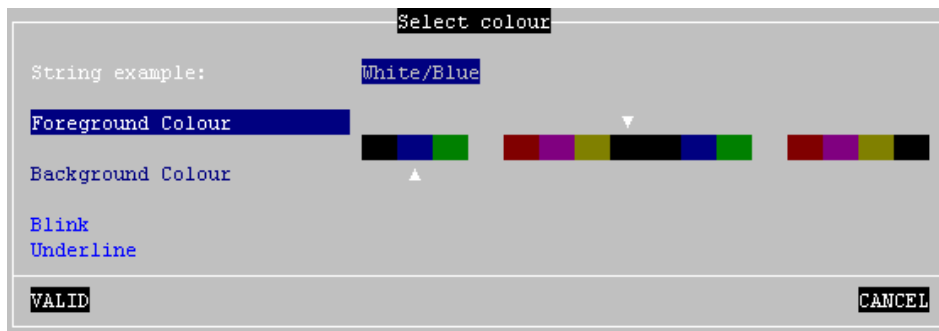 Select colour
String example: White/Blue
Foreground Colour
Background Colour
Blink
Underline
VALID CANCEL